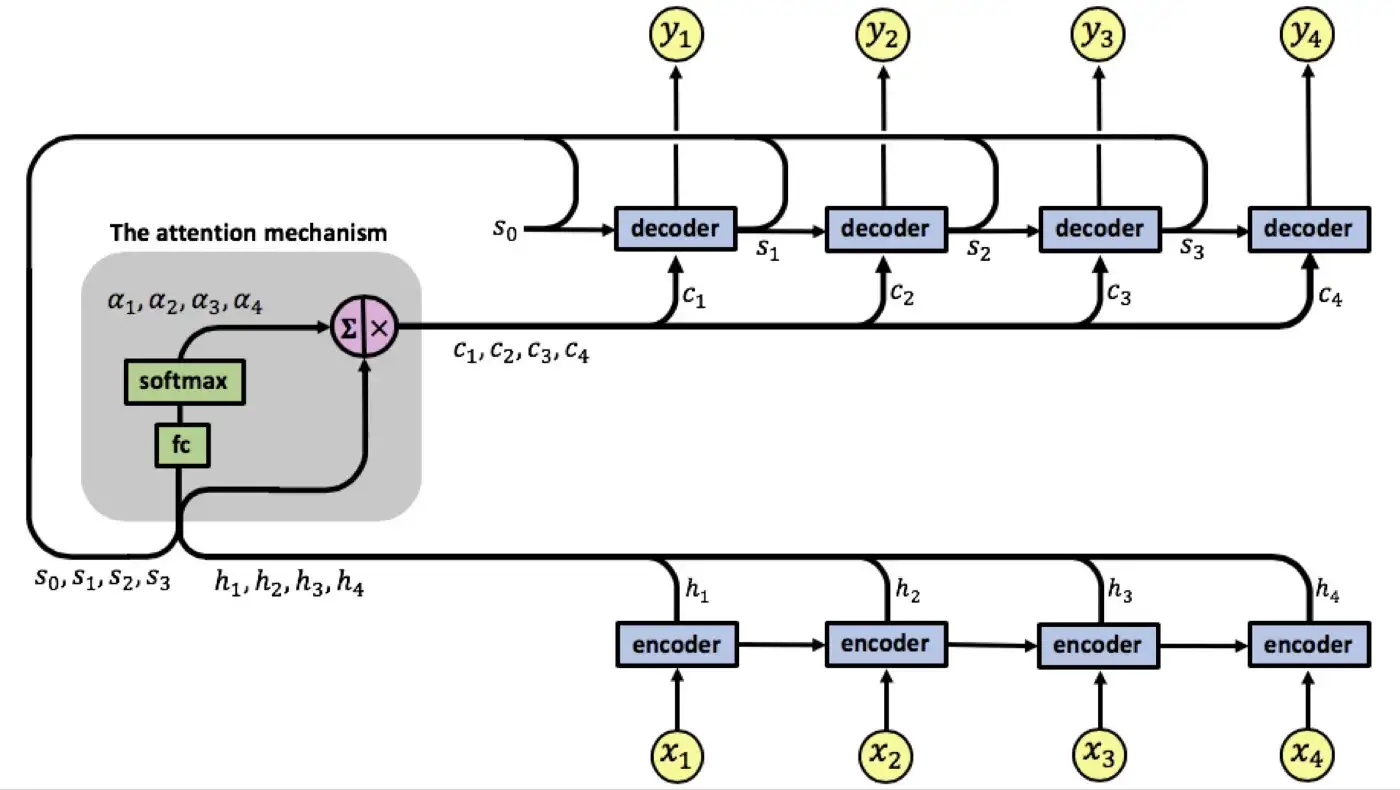 y₁ y₂ y₃ y₄
s₀ decoder s₁ decoder s₂ decoder s₃ decoder
The attention mechanism
c₁ c₂ c₃ c₄
α₁, α₂, α₃, α₄
Σ ×
c₁, c₂, c₃, c₄
softmax
fc
s₀, s₁, s₂, s₃
h₁, h₂, h₃, h₄
h₁ h₂ h₃ h₄
encoder encoder encoder encoder
x₁ x₂ x₃ x₄